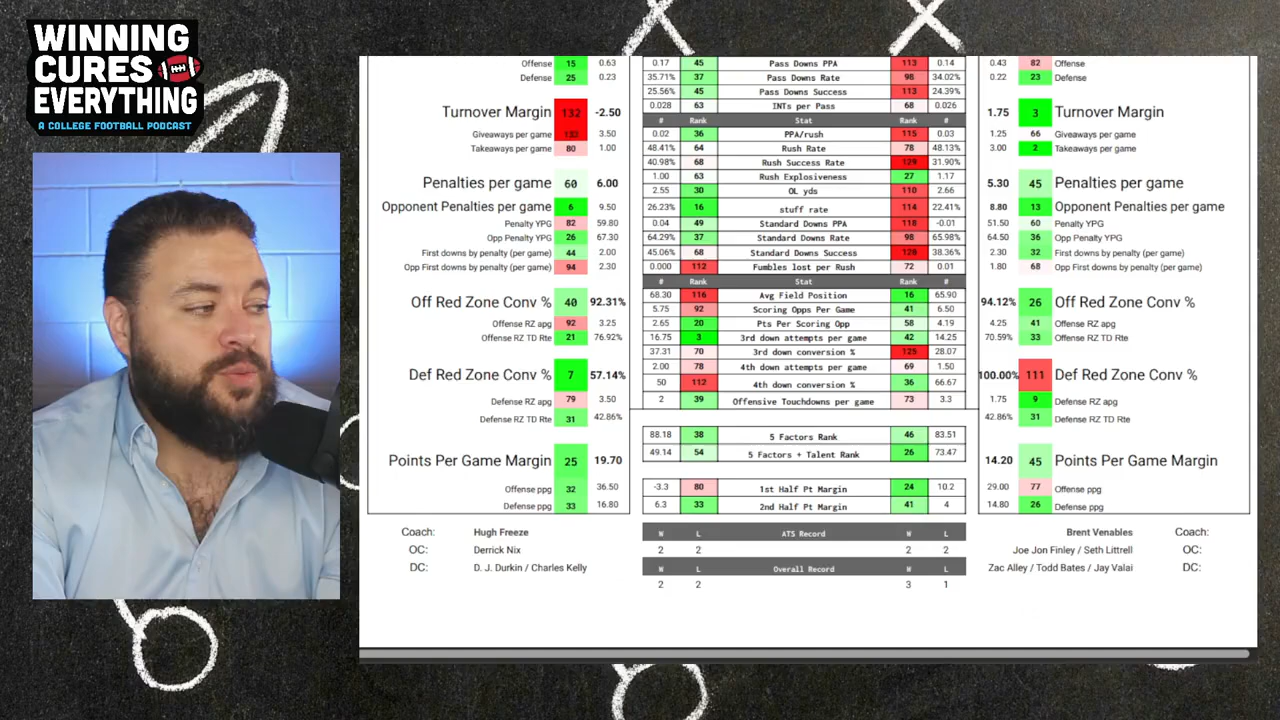 WINNING
CURES
EVERYTHING
A COLLEGE FOOTBALL PODCAST
Offense 15 0.63 0.17 45 Pass Downs PPA 113 0.14 0.43 82 Offense
Defense 25 0.23 35.71% 37 Pass Downs Rate 98 34.02% 0.22 23 Defense
25.56% 45 Pass Downs Success 113 24.39%
Turnover Margin 132 -2.50 0.028 63 INTs per Pass 68 0.026 1.75 3 Turnover Margin
# Rank Stat Rank #
Giveaways per game 133 3.50 0.02 36 PPA/rush 115 0.03 1.25 66 Giveaways per game
Takeaways per game 80 1.00 48.41% 64 Rush Rate 78 48.13% 3.00 2 Takeaways per game
40.98% 68 Rush Success Rate 129 31.90%
Penalties per game 60 6.00 1.00 63 Rush Explosiveness 27 1.17 5.30 45 Penalties per game
2.55 30 OL yds 110 2.66
Opponent Penalties per game 6 9.50 26.23% 16 stuff rate 114 22.41% 8.80 13 Opponent Penalties per game
Penalty YPG 82 59.80 0.04 49 Standard Downs PPA 118 -0.01 51.50 60 Penalty YPG
Opp Penalty YPG 26 67.30 64.29% 37 Standard Downs Rate 98 65.98% 64.50 36 Opp Penalty YPG
First downs by penalty (per game) 44 2.00 45.06% 68 Standard Downs Success 128 38.36% 2.30 32 First downs by penalty (per game)
Opp First downs by penalty (per game) 94 2.30 0.000 112 Fumbles lost per Rush 72 0.01 1.80 68 Opp First downs by penalty (per game)
# Rank Stat Rank #
Off Red Zone Conv % 40 92.31% 68.30 116 Avg Field Position 16 65.90 94.12% 26 Off Red Zone Conv %
5.75 92 Scoring Opps Per Game 41 6.50
Offense RZ apg 92 3.25 2.65 20 Pts Per Scoring Opp 58 4.19 4.25 41 Offense RZ apg
Offense RZ TD Rte 21 76.92% 16.75 3 3rd down attempts per game 42 14.25 70.59% 33 Offense RZ TD Rte
37.31 70 3rd down conversion % 125 28.07
Def Red Zone Conv % 7 57.14% 2.00 78 4th down attempts per game 69 1.50 100.00% 111 Def Red Zone Conv %
50 112 4th down conversion % 36 66.67
Defense RZ apg 79 3.50 2 39 Offensive Touchdowns per game 73 3.3 1.75 9 Defense RZ apg
Defense RZ TD Rte 31 42.86% 42.86% 31 Defense RZ TD Rte
88.18 38 5 Factors Rank 46 83.51
49.14 54 5 Factors + Talent Rank 26 73.47
Points Per Game Margin 25 19.70 14.20 45 Points Per Game Margin
Offense ppg 32 36.50 -3.3 80 1st Half Pt Margin 24 10.2 29.00 77 Offense ppg
Defense ppg 33 16.80 6.3 33 2nd Half Pt Margin 41 4 14.80 26 Defense ppg
Coach: Hugh Freeze W L ATS Record W L Brent Venables Coach:
OC: Derrick Nix 2 2 2 2 Joe Jon Finley / Seth Littrell OC:
DC: D. J. Durkin / Charles Kelly W L Overall Record W L Zac Alley / Todd Bates / Jay Valai DC:
2 2 3 1